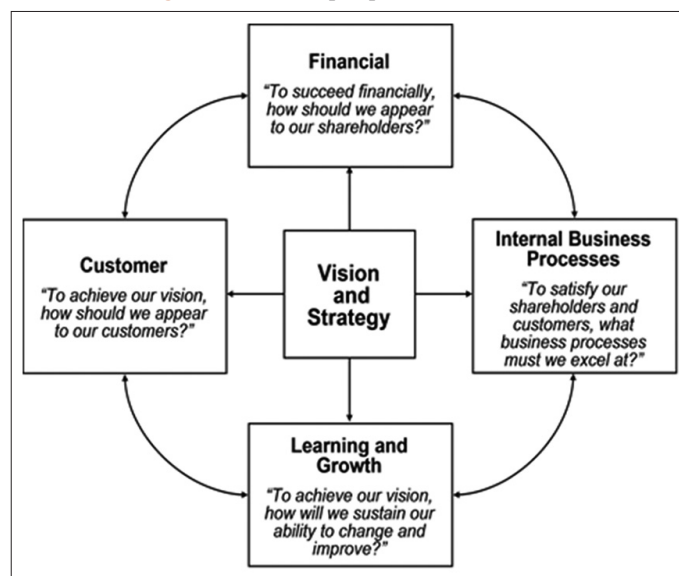 Financial
“To succeed financially,
how should we appear
to our shareholders?”
Customer
“To achieve our vision,
how should we appear
to our customers?”
Vision
and
Strategy
Internal Business
Processes
“To satisfy our
shareholders and
customers, what
business processes
must we excel at?”
Learning and
Growth
“To achieve our vision,
how will we sustain our
ability to change and
improve?”